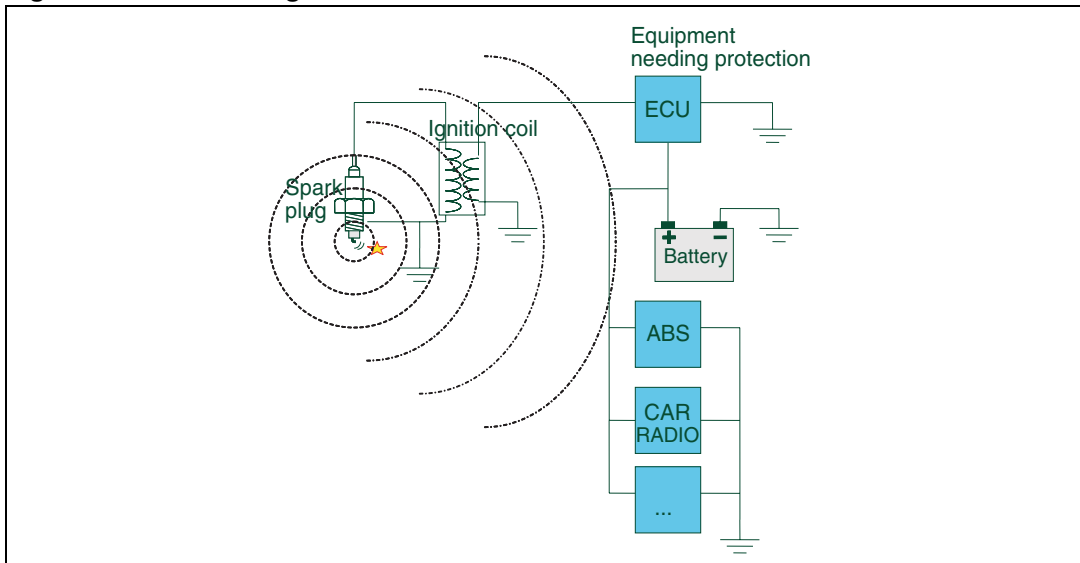 Equipment
needing protection
ECU
Ignition coil
Spark
plug
+ −
Battery
ABS
CAR
RADIO
...